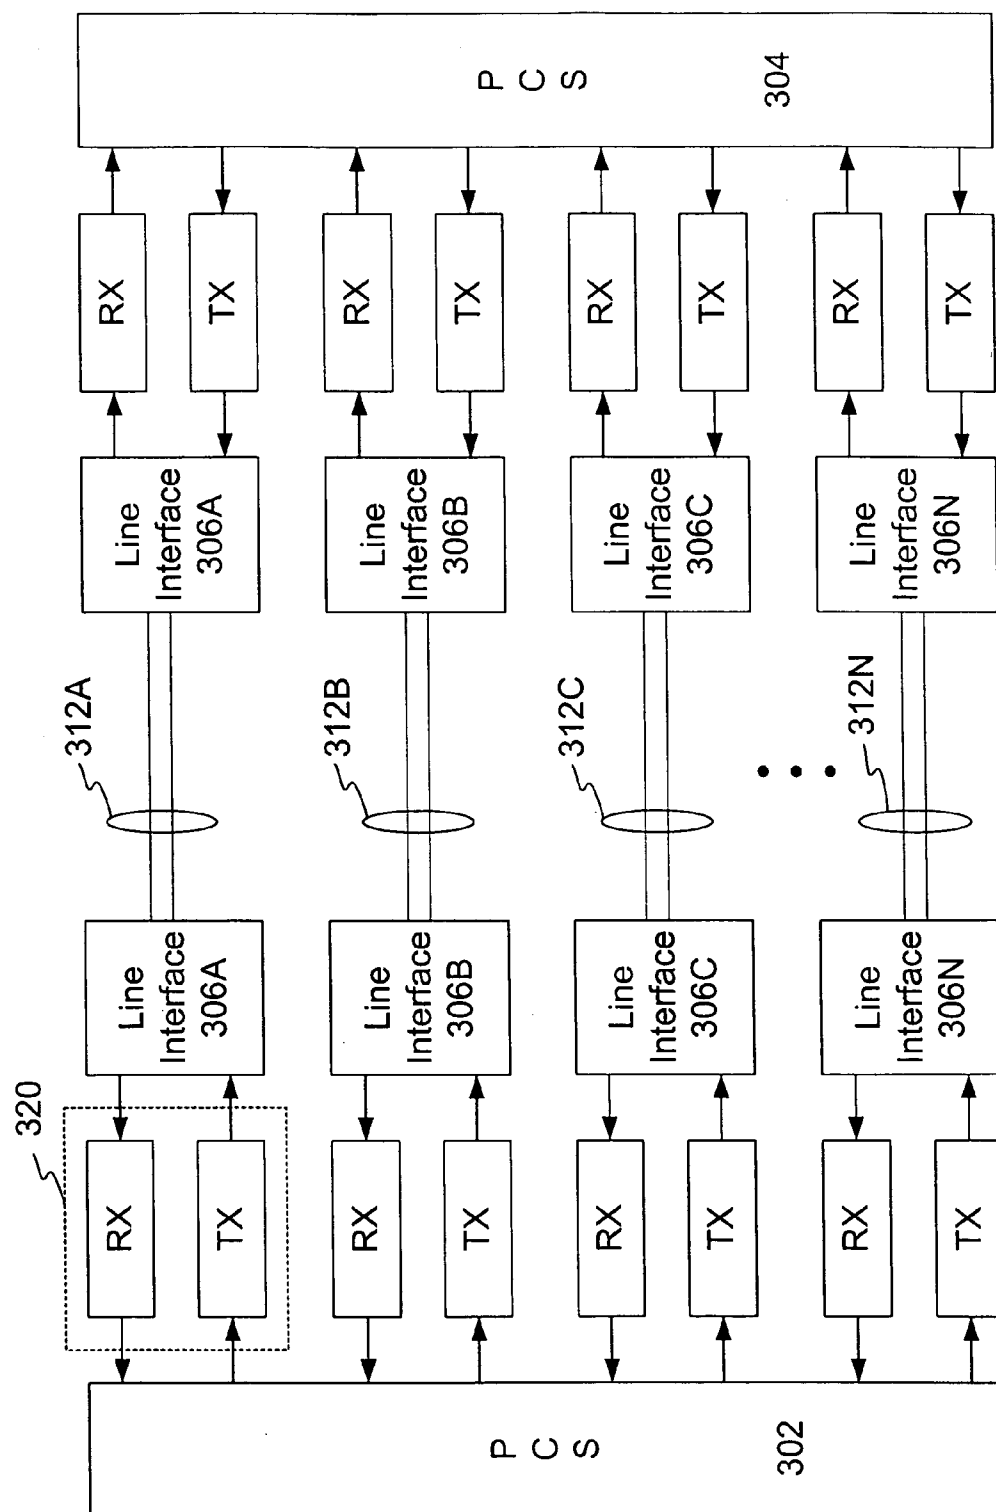 P
C
S
302
320
RX
TX
Line
Interface
306A
312A
Line
Interface
306A
RX
TX
RX
TX
Line
Interface
306B
312B
Line
Interface
306B
RX
TX
RX
TX
Line
Interface
306C
312C
Line
Interface
306C
RX
TX
RX
TX
Line
Interface
306N
312N
Line
Interface
306N
RX
TX
P
C
S
304